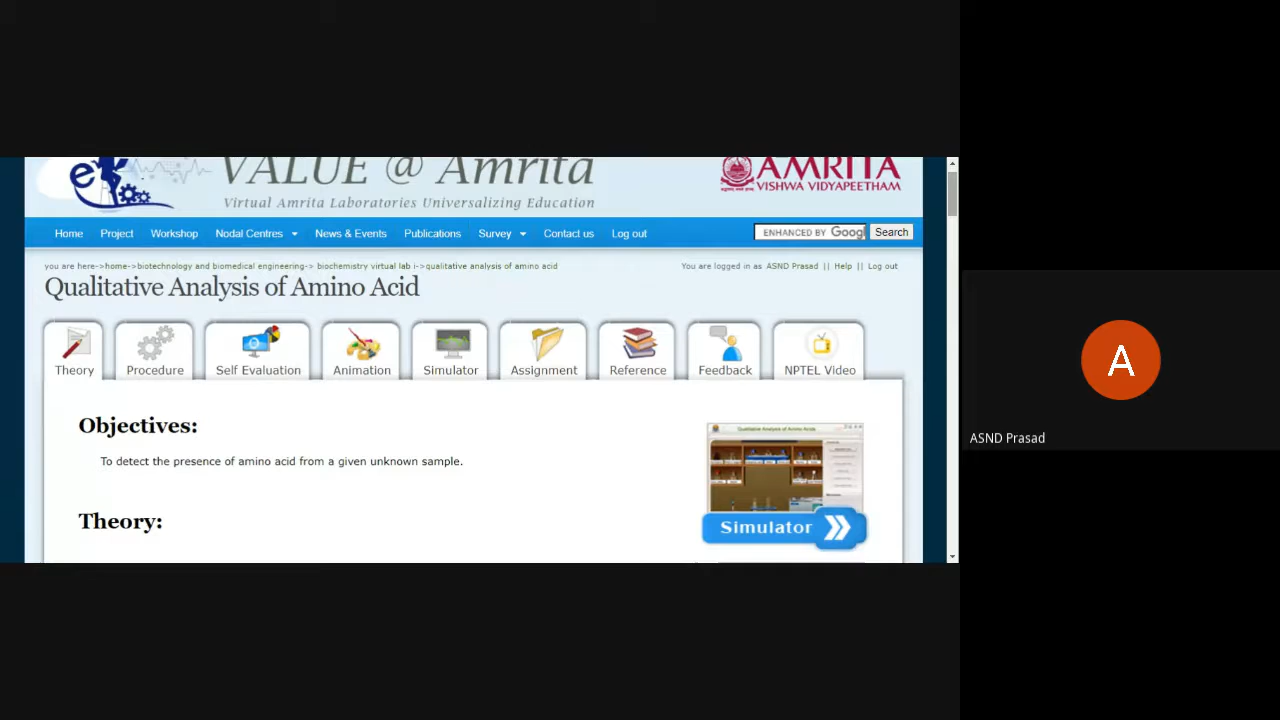 VALUE @ Amrita
AMRITA
VISHWA VIDYAPEETHAM
Virtual Amrita Laboratories Universalizing Education
Home Project Workshop Nodal Centres News & Events Publications Survey Contact us Log out ENHANCED BY Google Search
you are here->home->biotechnology and biomedical engineering-> biochemistry virtual lab i->qualitative analysis of amino acid
You are logged in as ASND Prasad || Help || Log out
Qualitative Analysis of Amino Acid
Theory Procedure Self Evaluation Animation Simulator Assignment Reference Feedback NPTEL Video
Objectives:
Qualitative Analysis of Amino Acids
To detect the presence of amino acid from a given unknown sample.
Theory:
Simulator
A
ASND Prasad